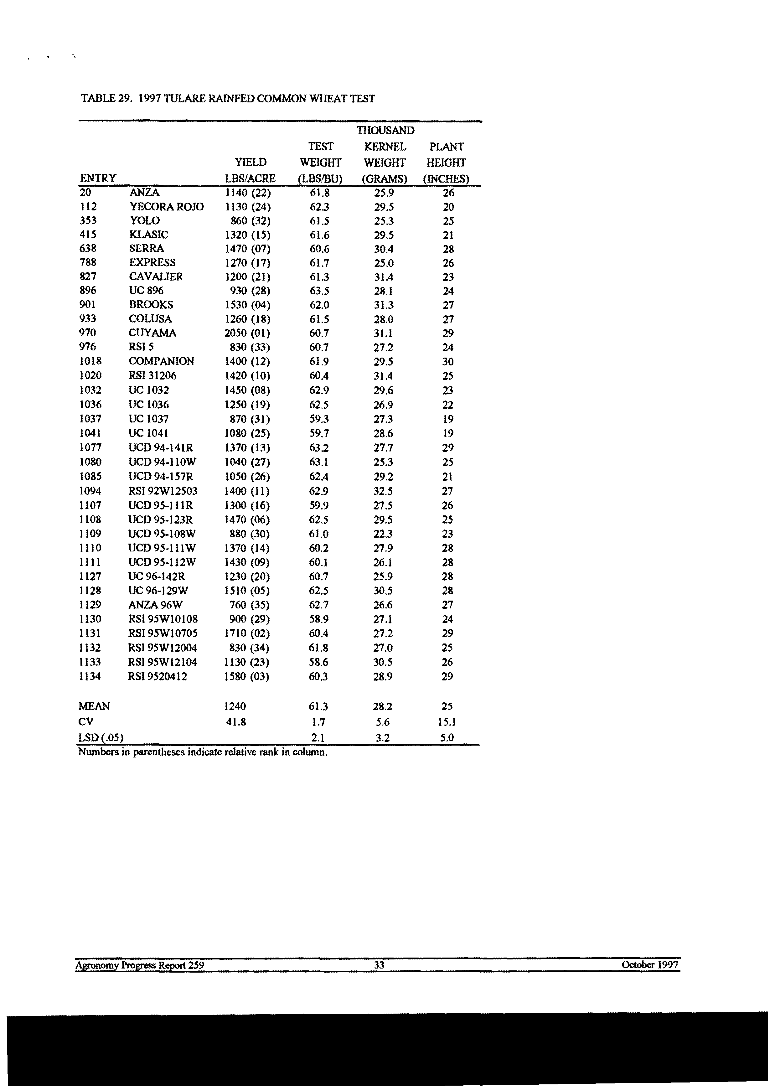 TABLE 29. 1997 TULARE RAINFED COMMON WHEAT TEST
THOUSAND
TEST KERNEL PLANT
YIELD WEIGHT WEIGHT HEIGHT
ENTRY LBS/ACRE (LBS/BU) (GRAMS) (INCHES)
20 ANZA 1140 (22) 61.8 25.9 26
112 YECORA ROJO 1130 (24) 62.3 29.5 20
353 YOLO 860 (32) 61.5 25.3 25
415 KLASIC 1320 (15) 61.6 29.5 21
638 SERRA 1470 (07) 60.6 30.4 28
788 EXPRESS 1270 (17) 61.7 25.0 26
827 CAVALIER 1200 (21) 61.3 31.4 23
896 UC 896 930 (28) 63.5 28.1 24
901 BROOKS 1530 (04) 62.0 31.3 27
933 COLUSA 1260 (18) 61.5 28.0 27
970 CUYAMA 2050 (01) 60.7 31.1 29
976 RSI 5 830 (33) 60.7 27.2 24
1018 COMPANION 1400 (12) 61.9 29.5 30
1020 RSI 31206 1420 (10) 60.4 31.4 25
1032 UC 1032 1450 (08) 62.9 29.6 23
1036 UC 1036 1250 (19) 62.5 26.9 22
1037 UC 1037 870 (31) 59.3 27.3 19
1041 UC 1041 1080 (25) 59.7 28.6 19
1077 UCD 94-141R 1370 (13) 63.2 27.7 29
1080 UCD 94-110W 1040 (27) 63.1 25.3 25
1085 UCD 94-157R 1050 (26) 62.4 29.2 21
1094 RSI 92W12503 1400 (11) 62.9 32.5 27
1107 UCD 95-111R 1300 (16) 59.9 27.5 26
1108 UCD 95-123R 1470 (06) 62.5 29.5 25
1109 UCD 95-108W 880 (30) 61.0 22.3 23
1110 UCD 95-111W 1370 (14) 60.2 27.9 28
1111 UCD 95-112W 1430 (09) 60.1 26.1 28
1127 UC 96-142R 1230 (20) 60.7 25.9 28
1128 UC 96-129W 1510 (05) 62.5 30.5 28
1129 ANZA 96W 760 (35) 62.7 26.6 27
1130 RSI 95W10108 900 (29) 58.9 27.1 24
1131 RSI 95W10705 1710 (02) 60.4 27.2 29
1132 RSI 95W12004 830 (34) 61.8 27.0 25
1133 RSI 95W12104 1130 (23) 58.6 30.5 26
1134 RSI 9520412 1580 (03) 60.3 28.9 29
MEAN 1240 61.3 28.2 25
CV 41.8 1.7 5.6 15.1
LSD (.05) 2.1 3.2 5.0
Numbers in parentheses indicate relative rank in column.
Agronomy Progress Report 259 33 October 1997